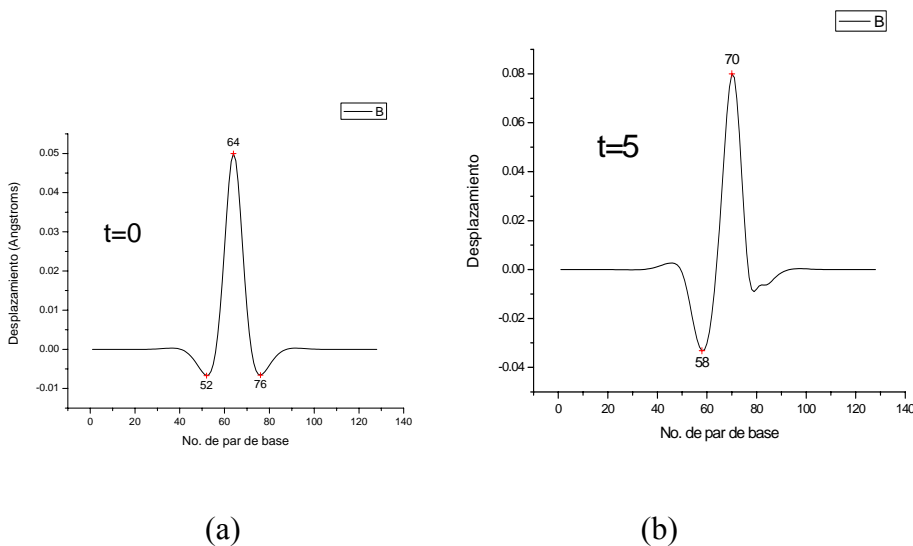 B
64
t=0
Desplazamiento (Angstroms)
0.05
0.04
0.03
0.02
0.01
0.00
-0.01
52
76
0 20 40 60 80 100 120 140
No. de par de base
(a)
B
70
t=5
Desplazamiento
0.08
0.06
0.04
0.02
0.00
-0.02
-0.04
58
0 20 40 60 80 100 120 140
No. de par de base
(b)